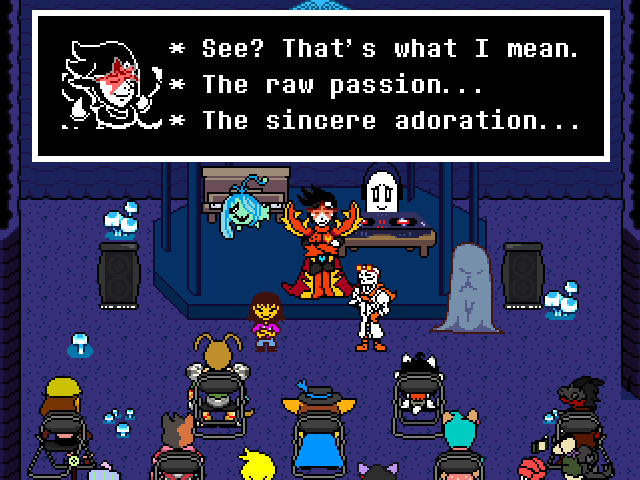 * See? That's what I mean.
* The raw passion...
* The sincere adoration...